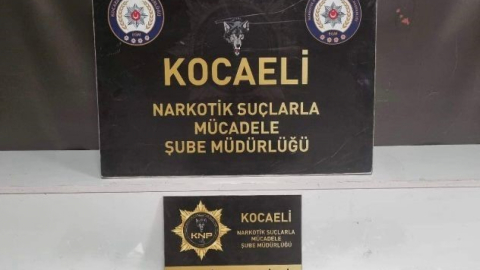 KOCAELİ
NARKOTİK SUÇLARLA
MÜCADELE
ŞUBE MÜDÜRLÜĞÜ
KNP
KOCAELİ
NARKOTİK SUÇLARLA
MÜCADELE
ŞUBE MÜDÜRLÜĞÜ